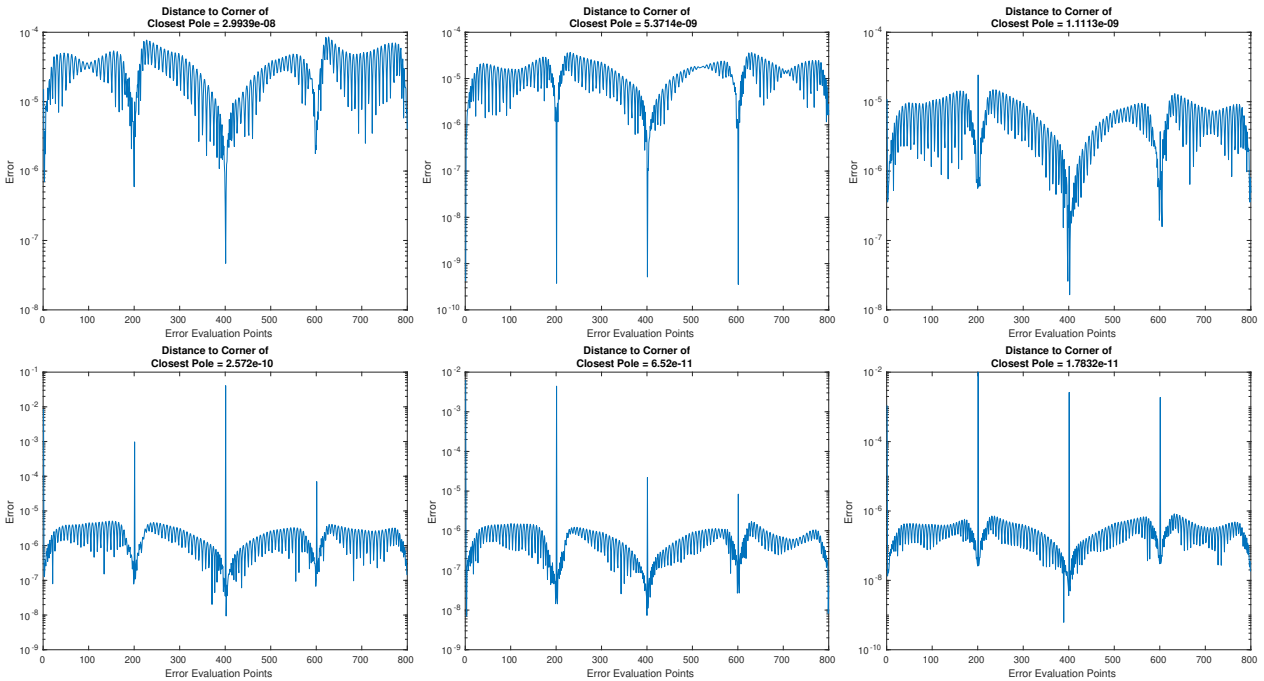 Distance to Corner of
Closest Pole = 2.9939e-08
Error
10^-4
10^-5
10^-6
10^-7
10^-8
0 100 200 300 400 500 600 700 800
Error Evaluation Points
Distance to Corner of
Closest Pole = 5.3714e-09
Error
10^-4
10^-5
10^-6
10^-7
10^-8
10^-9
10^-10
0 100 200 300 400 500 600 700 800
Error Evaluation Points
Distance to Corner of
Closest Pole = 1.1113e-09
Error
10^-4
10^-5
10^-6
10^-7
10^-8
0 100 200 300 400 500 600 700 800
Error Evaluation Points
Distance to Corner of
Closest Pole = 2.572e-10
Error
10^-1
10^-2
10^-3
10^-4
10^-5
10^-6
10^-7
10^-8
10^-9
0 100 200 300 400 500 600 700 800
Error Evaluation Points
Distance to Corner of
Closest Pole = 6.52e-11
Error
10^-2
10^-3
10^-4
10^-5
10^-6
10^-7
10^-8
10^-9
0 100 200 300 400 500 600 700 800
Error Evaluation Points
Distance to Corner of
Closest Pole = 1.7832e-11
Error
10^-2
10^-4
10^-6
10^-8
10^-10
0 100 200 300 400 500 600 700 800
Error Evaluation Points